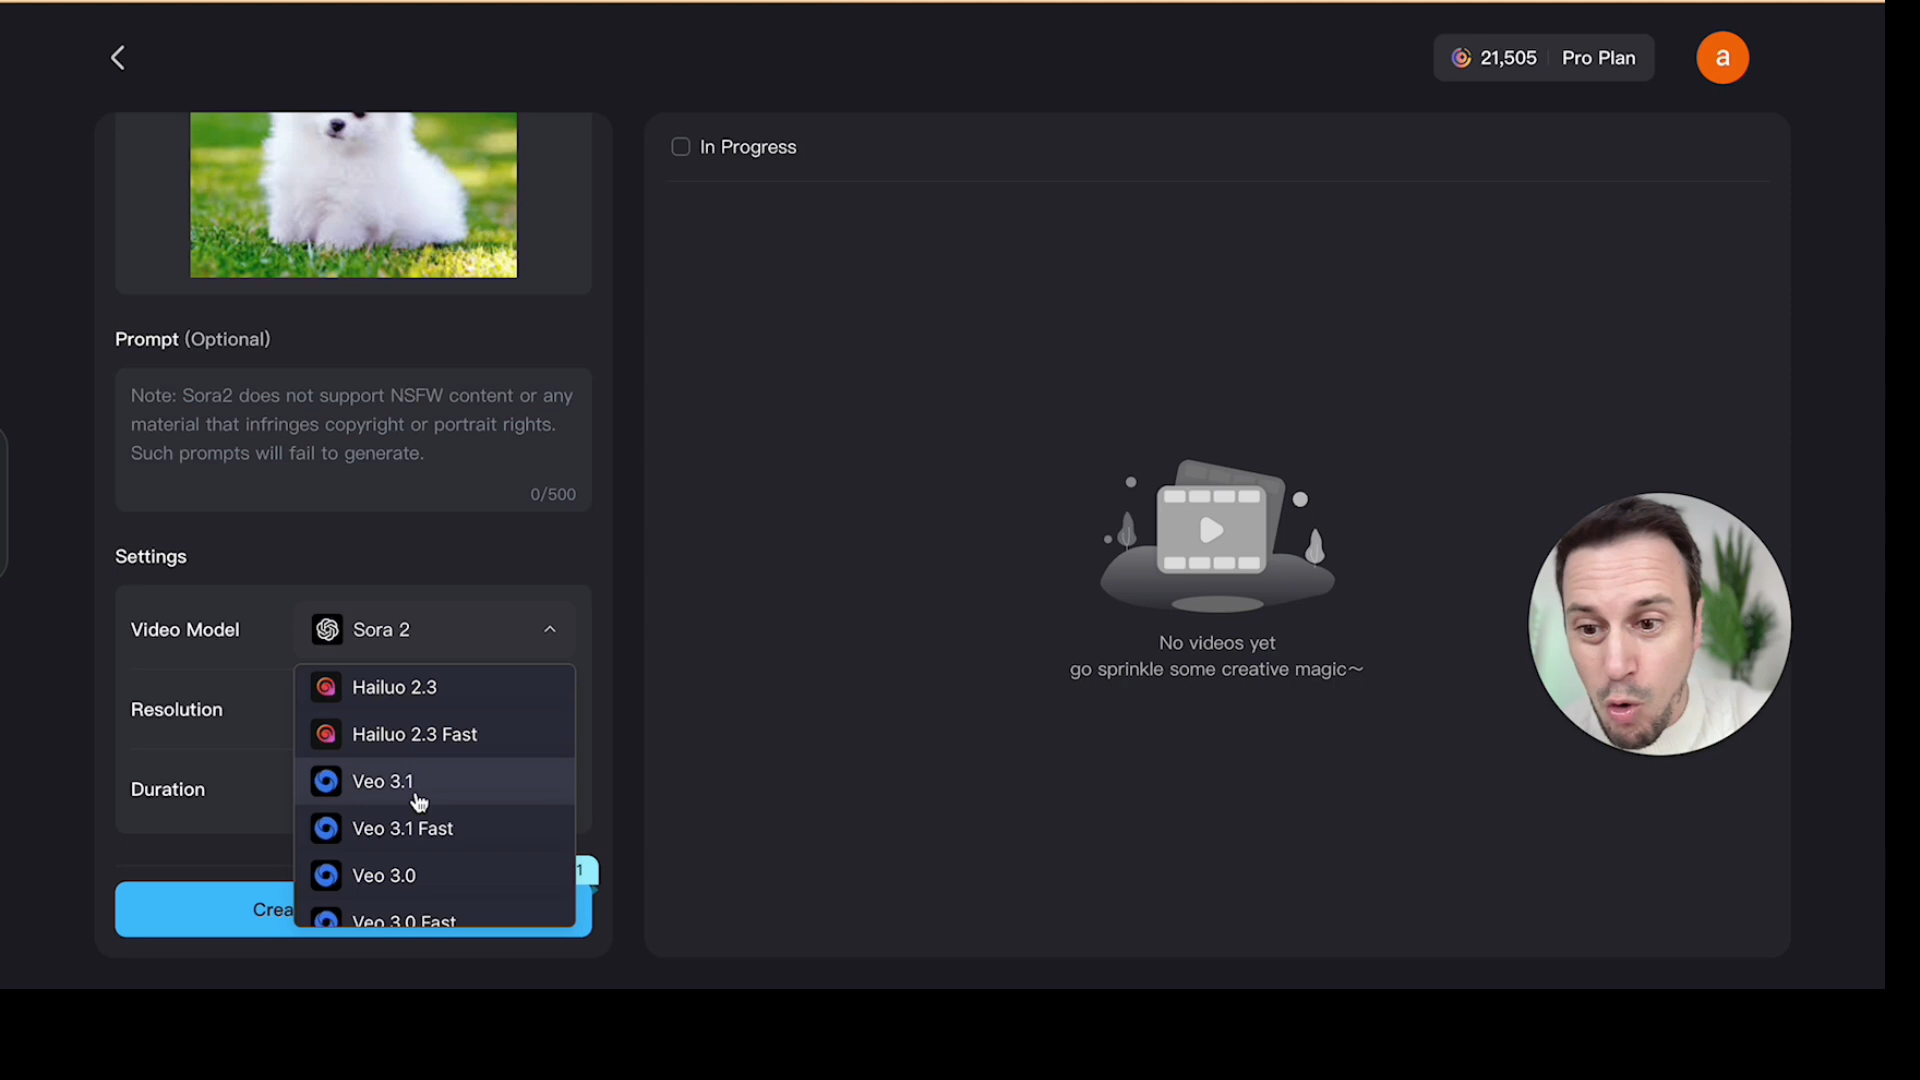 21,505 Pro Plan
a
In Progress
Prompt (Optional)
Note: Sora2 does not support NSFW content or any
material that infringes copyright or portrait rights.
Such prompts will fail to generate.
0/500
Settings
Video Model
Sora 2
Hailuo 2.3
Resolution
Hailuo 2.3 Fast
Veo 3.1
Duration
Veo 3.1 Fast
Veo 3.0
1
Crea
Veo 3.0 Fast
No videos yet
go sprinkle some creative magic~